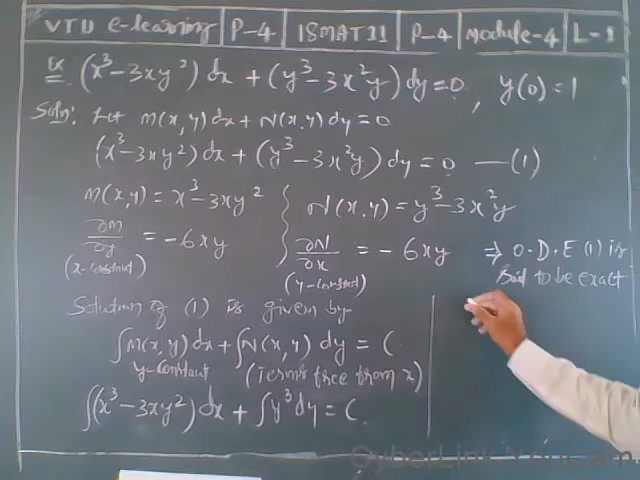 VTU e-learning | P-4 | 18MAT11 | P-4 | Module-4 | L-1
(x³ - 3xy²) dx + (y³ - 3x²y) dy = 0, y(0) = 1
Soln: Let M(x,y) dx + N(x,y) dy = 0
(x³ - 3xy²) dx + (y³ - 3x²y) dy = 0 — (1)
M(x,y) = x³ - 3xy²
∂M/∂y = -6xy
(x-constant)
N(x,y) = y³ - 3x²y
∂N/∂x = -6xy
(y-constant)
⇒ O.D.E (1) is
said to be exact
Solution of (1) is given by
∫M(x,y) dx + ∫N(x,y) dy = C
y-constant (Terms free from x)
∫(x³ - 3xy²) dx + ∫y³ dy = C
CyberLink YouCam